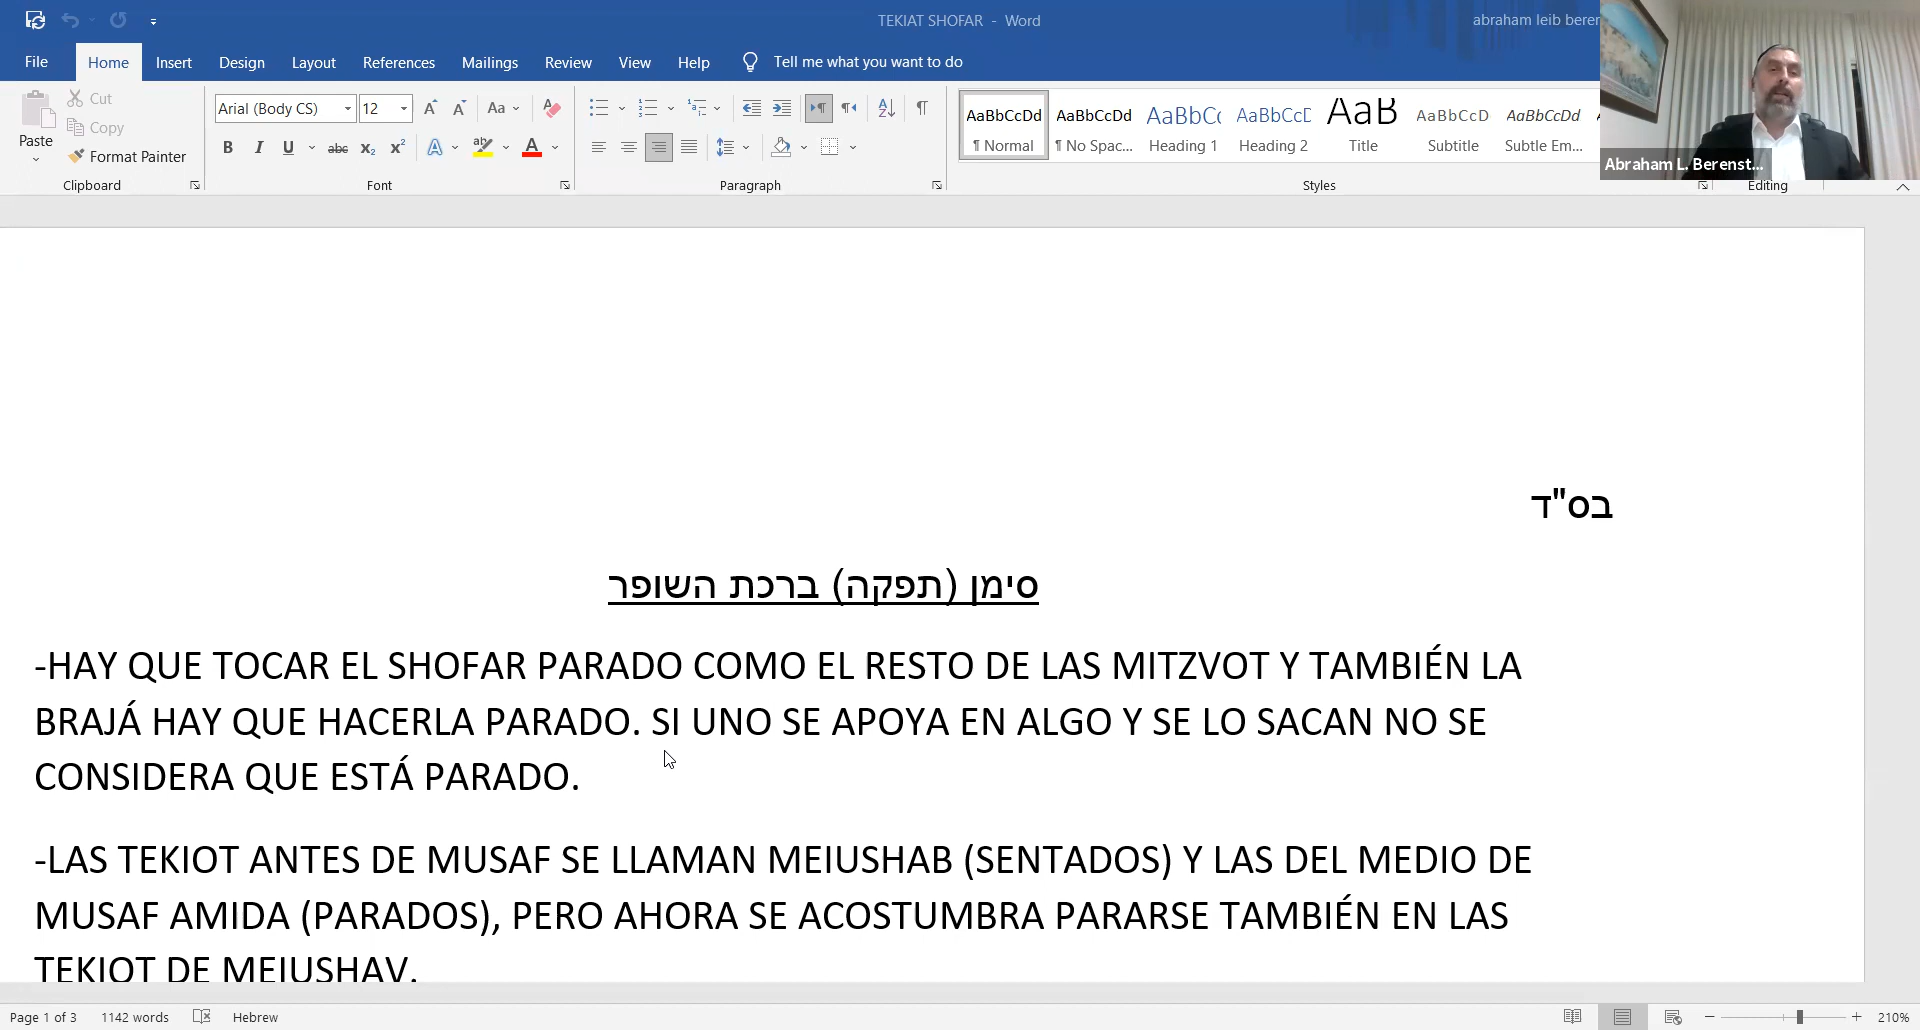 TEKIAT SHOFAR - Word
abraham leib beren
File Home Insert Design Layout References Mailings Review View Help Tell me what you want to do
Paste
Cut
Copy
Format Painter
Clipboard
Arial (Body CS) 12
Font
Paragraph
AaBbCcDd AaBbCcDd AaBbCc AaBbCcD AaB AaBbCcD AaBbCcDd
¶ Normal ¶ No Spac... Heading 1 Heading 2 Title Subtitle Subtle Em...
Styles
Editing
Abraham L. Berenst...
בס"ד
סימן (תפקה) ברכת השופר
-HAY QUE TOCAR EL SHOFAR PARADO COMO EL RESTO DE LAS MITZVOT Y TAMBIÉN LA
BRAJÁ HAY QUE HACERLA PARADO. SI UNO SE APOYA EN ALGO Y SE LO SACAN NO SE
CONSIDERA QUE ESTÁ PARADO.
-LAS TEKIOT ANTES DE MUSAF SE LLAMAN MEIUSHAB (SENTADOS) Y LAS DEL MEDIO DE
MUSAF AMIDA (PARADOS), PERO AHORA SE ACOSTUMBRA PARARSE TAMBIÉN EN LAS
TEKIOT DE MEIUSHAV.
Page 1 of 3 1142 words Hebrew 210%